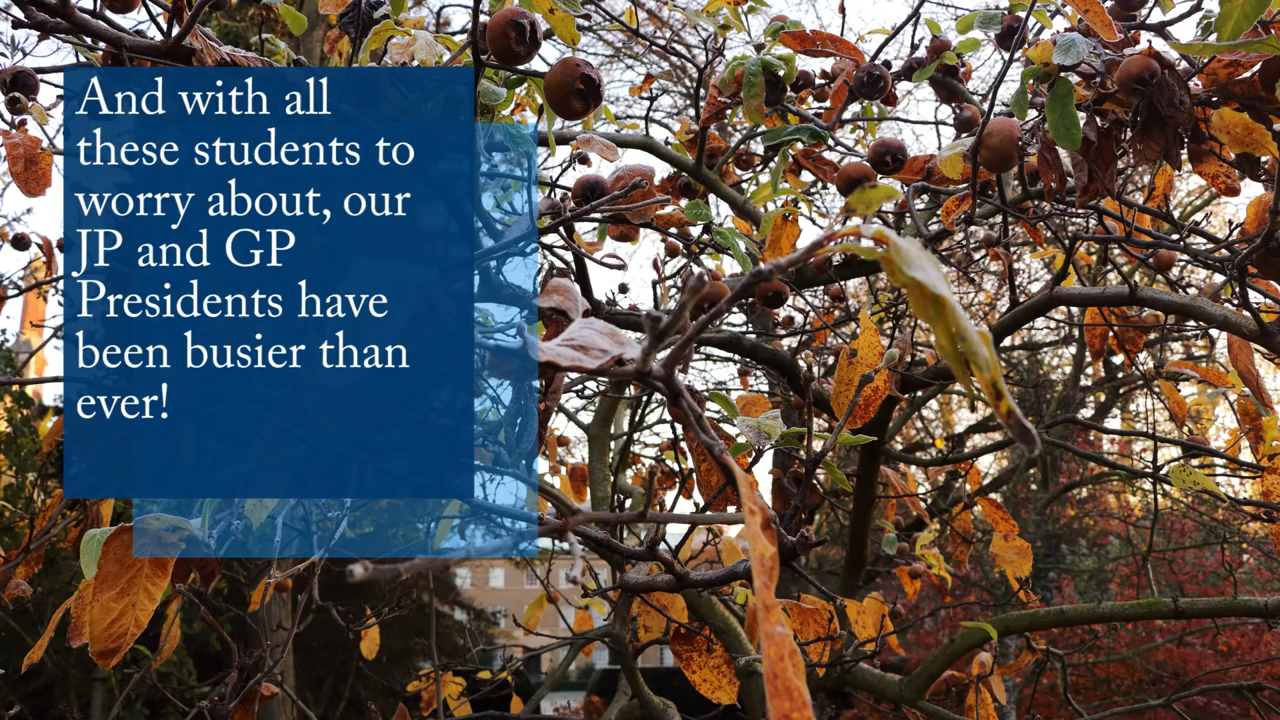 And with all
these students to
worry about, our
JP and GP
Presidents have
been busier than
ever!